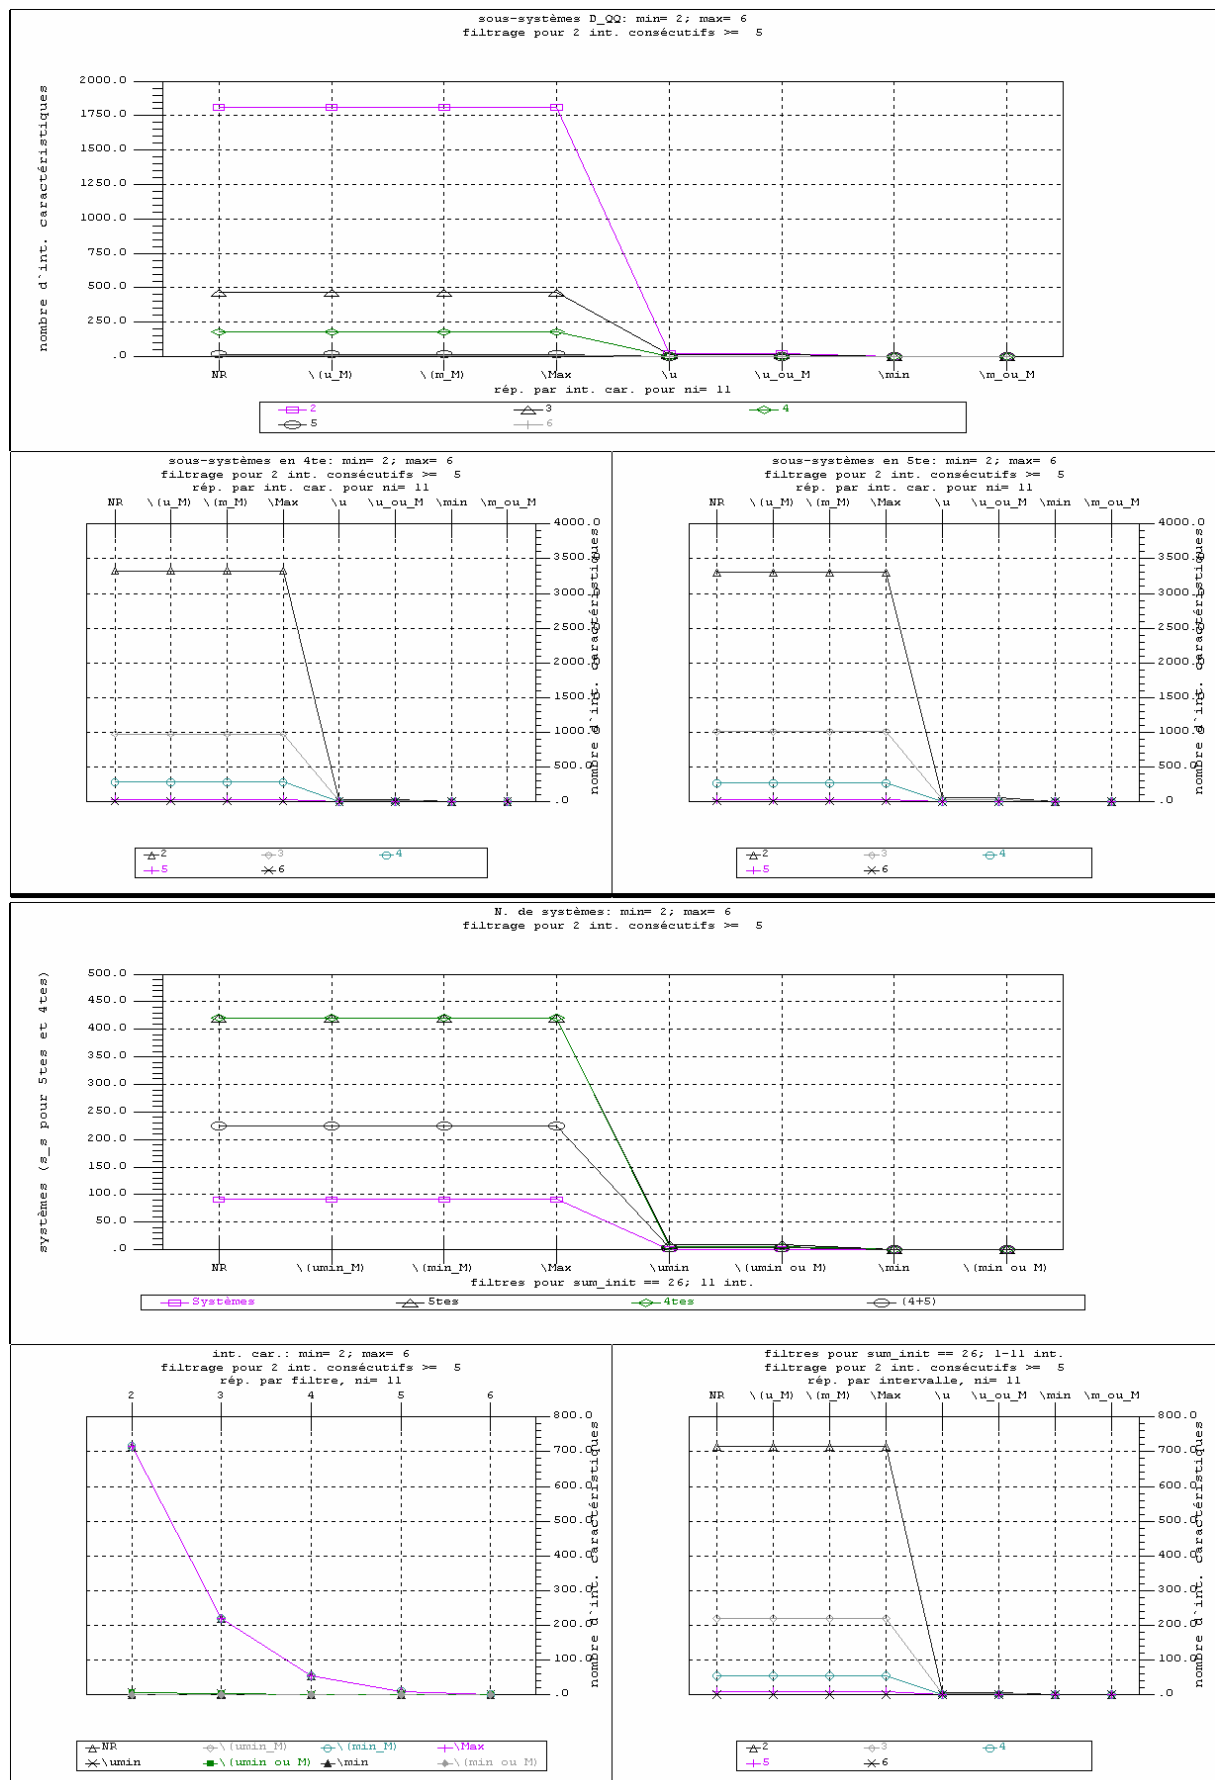 sous-systèmes D_QQ: min= 2; max= 6
filtrage pour 2 int. consécutifs >=  5
nombre d`int. caractéristiques
2000.0
1750.0
1500.0
1250.0
1000.0
750.0
500.0
250.0
.0
NR \(u_M) \(m_M) \Max \u \u_ou_M \min \m_ou_M
rép. par int. car. pour ni= 11
2 3 4
5 6
sous-systèmes en 4te: min= 2; max= 6
filtrage pour 2 int. consécutifs >=  5
rép. par int. car. pour ni= 11
NR \(u_M) \(m_M) \Max \u \u_ou_M \min \m_ou_M
4000.0
3500.0
3000.0
2500.0
2000.0
1500.0
1000.0
500.0
.0
nombre d`int. caractéristiques
2 3 4
5 6
sous-systèmes en 5te: min= 2; max= 6
filtrage pour 2 int. consécutifs >=  5
rép. par int. car. pour ni= 11
NR \(u_M) \(m_M) \Max \u \u_ou_M \min \m_ou_M
4000.0
3500.0
3000.0
2500.0
2000.0
1500.0
1000.0
500.0
.0
nombre d`int. caractéristiques
2 3 4
5 6
N. de systèmes: min= 2; max= 6
filtrage pour 2 int. consécutifs >=  5
systèmes (s_s pour 5tes et 4tes)
500.0
450.0
400.0
350.0
300.0
250.0
200.0
150.0
100.0
50.0
.0
NR \(umin_M) \(min_M) \Max \umin \(umin ou M) \min \(min ou M)
filtres pour sum_init == 26; 11 int.
Systèmes 5tes 4tes (4+5)
int. car.: min= 2; max= 6
filtrage pour 2 int. consécutifs >=  5
rép. par filtre, ni= 11
2 3 4 5 6
800.0
700.0
600.0
500.0
400.0
300.0
200.0
100.0
.0
nombre d`int. caractéristiques
NR \(umin_M) \(min_M) \Max
\umin \(umin ou M) \min \(min ou M)
filtres pour sum_init == 26; 1-11 int.
filtrage pour 2 int. consécutifs >=  5
rép. par intervalle, ni= 11
NR \(u_M) \(m_M) \Max \u \u_ou_M \min \m_ou_M
800.0
700.0
600.0
500.0
400.0
300.0
200.0
100.0
.0
nombre d`int. caractéristiques
2 3 4
5 6